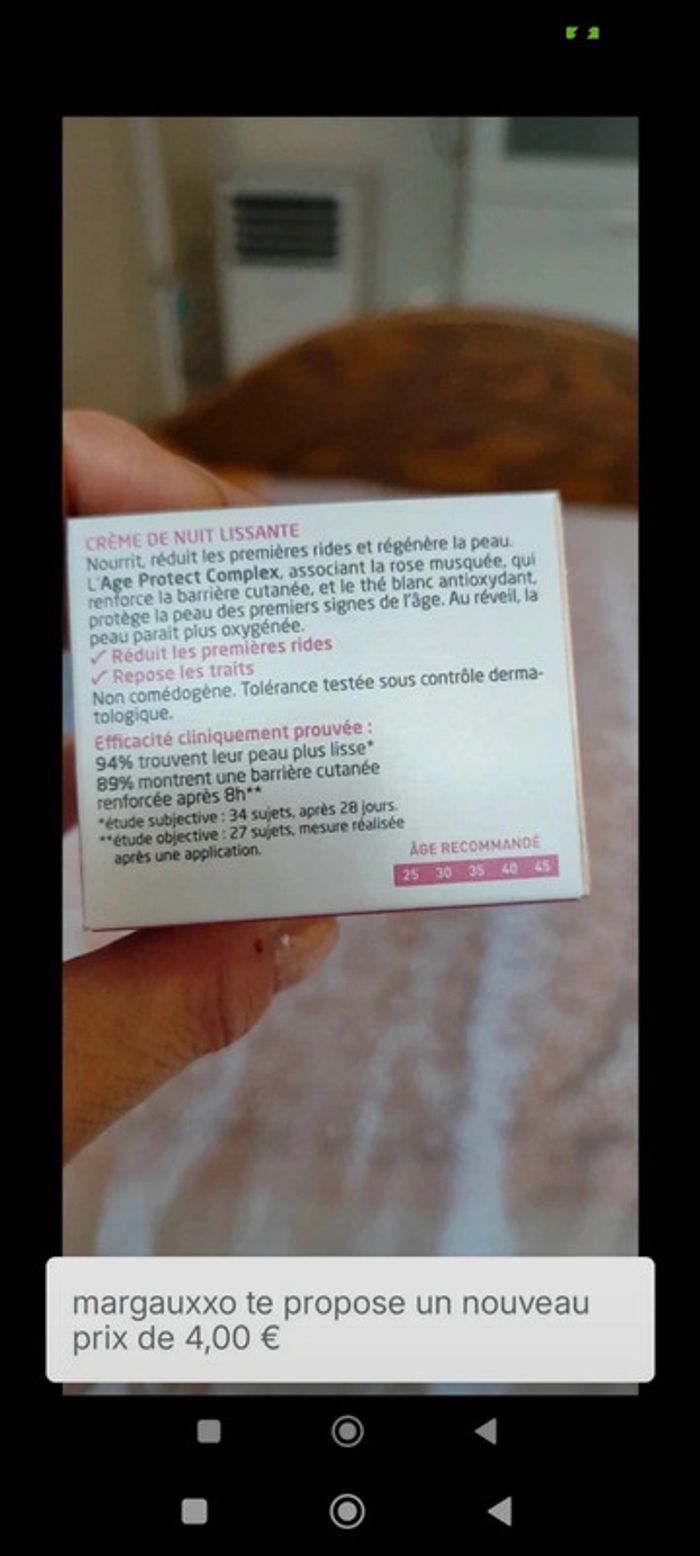 CRÈME DE NUIT LISSANTE
Nourrit, réduit les premières rides et régénère la peau.
L'Age Protect Complex, associant la rose musquée, qui
renforce la barrière cutanée, et le thé blanc antioxydant,
protège la peau des premiers signes de l'âge. Au réveil, la
peau parait plus oxygénée.
✓ Réduit les premières rides
✓ Repose les traits
Non comédogène. Tolérance testée sous contrôle derma-
tologique.
Efficacité cliniquement prouvée :
94% trouvent leur peau plus lisse*
89% montrent une barrière cutanée
renforcée après 8h**
*étude subjective : 34 sujets, après 28 jours.
**étude objective : 27 sujets, mesure réalisée
après une application.
ÂGE RECOMMANDÉ
25 30 35 40 45
margauxxo te propose un nouveau
prix de 4,00 €